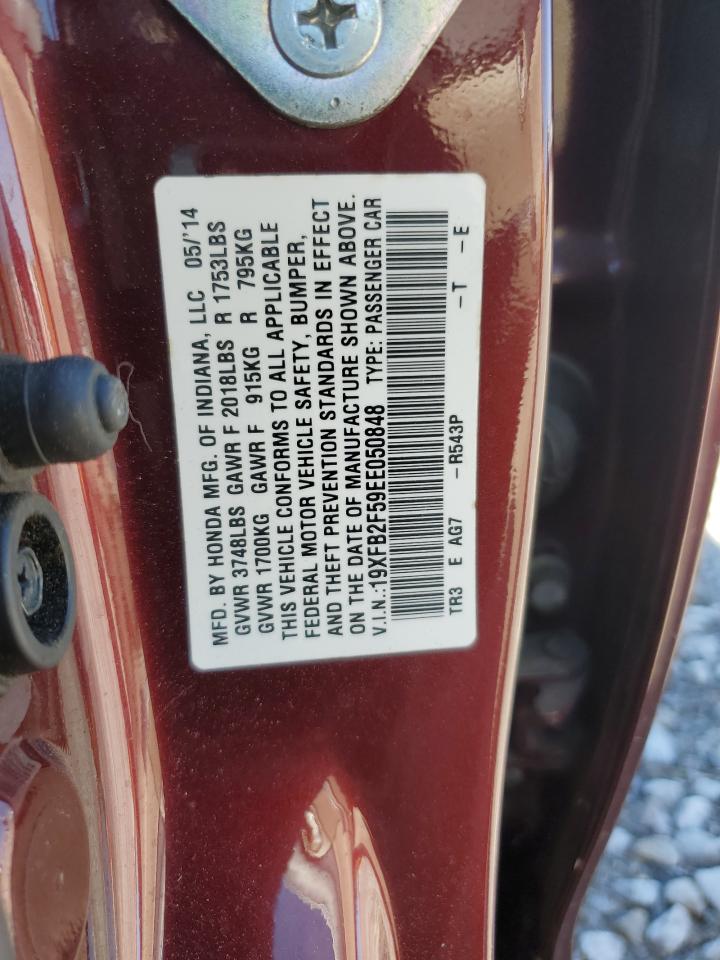 MFD. BY HONDA MFG. OF INDIANA, LLC 05/'14
GVWR 3748LBS GAWR F 2018LBS R 1753LBS
GVWR 1700KG GAWR F 915KG R 795KG
THIS VEHICLE CONFORMS TO ALL APPLICABLE
FEDERAL MOTOR VEHICLE SAFETY, BUMPER,
AND THEFT PREVENTION STANDARDS IN EFFECT
ON THE DATE OF MANUFACTURE SHOWN ABOVE.
V.I.N.:19XFB2F59EE050848 TYPE: PASSENGER CAR
TR3 E AG7 -R543P -T -E